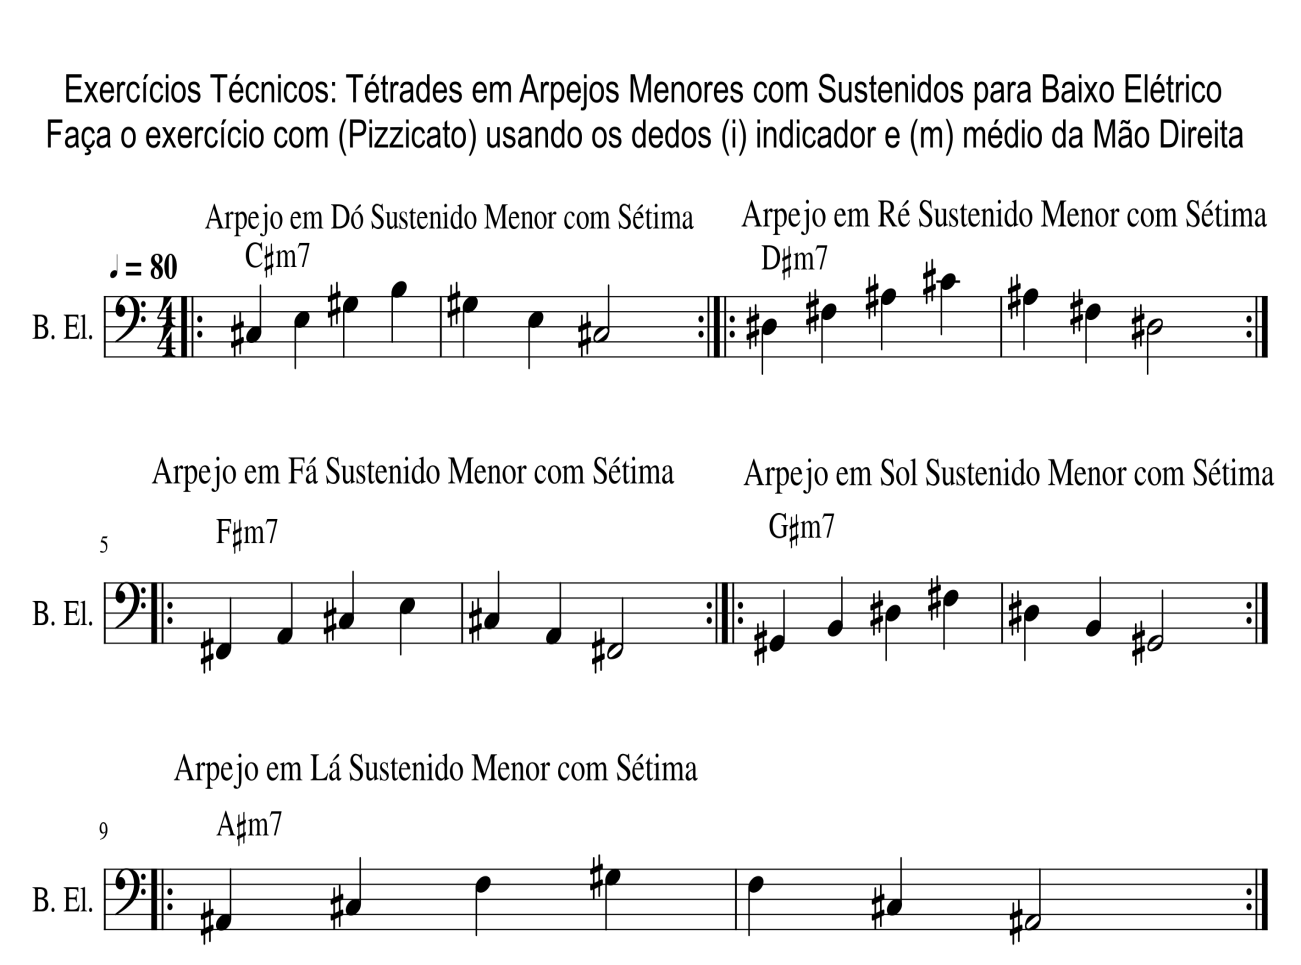 Exercícios Técnicos: Tétrades em Arpejos Menores com Sustenidos para Baixo Elétrico
Faça o exercício com (Pizzicato) usando os dedos (i) indicador e (m) médio da Mão Direita
Arpejo em Dó Sustenido Menor com Sétima
Arpejo em Ré Sustenido Menor com Sétima
♩ = 80
C♯m7
D♯m7
B. El.
4
4
Arpejo em Fá Sustenido Menor com Sétima
Arpejo em Sol Sustenido Menor com Sétima
5
F♯m7
G♯m7
B. El.
Arpejo em Lá Sustenido Menor com Sétima
9
A♯m7
B. El.